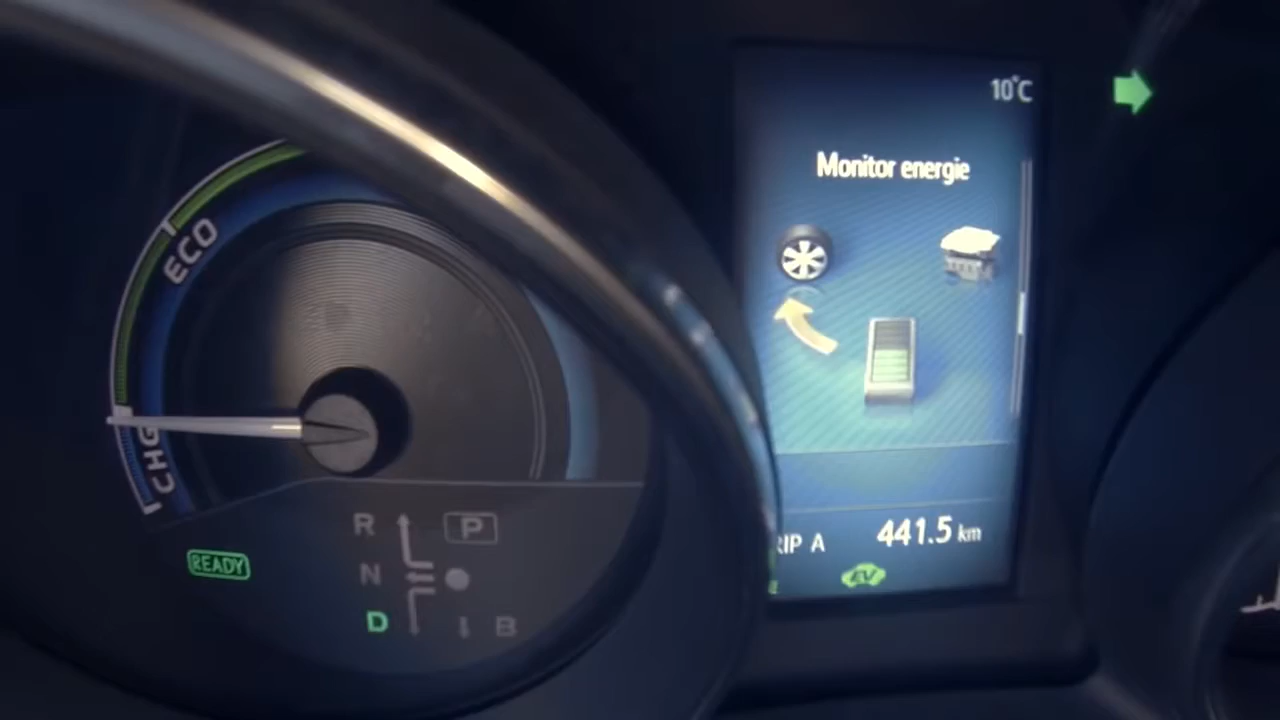 10°C
Monitor energie
ECO
CHG
RIP A 441.5 km
EV
READY
R P
N
D B